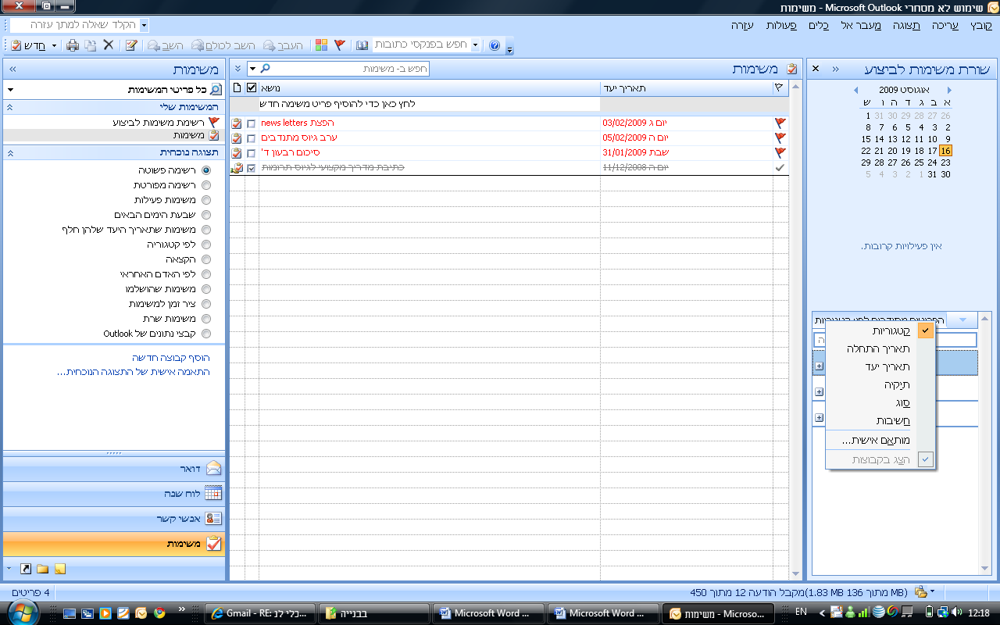 שימוש לא מסחרי Microsoft Outlook - משימות
קובץ עריכה תצוגה מעבר אל כלים פעולות עזרה
הקלד שאלה למתן עזרה
חדש השב השב לכולם העבר חפש בפנקסי כתובות
שורת משימות לביצוע
אוגוסט 2009
א ב ג ד ה ו ש
26 27 28 29 30 31 1
2 3 4 5 6 7 8
9 10 11 12 13 14 15
16 17 18 19 20 21 22
23 24 25 26 27 28 29
30 31 1 2 3 4 5
אין פעילויות קרובות.
הפריטים מסודרים לפי: קטגוריות
קטגוריות
תאריך התחלה
תאריך יעד
תיקיה
סוג
חשיבות
מותאם אישית...
הצג בקבוצות
משימות
חפש ב- משימות
נושא תאריך יעד
לחץ כאן כדי להוסיף פריט משימה חדש
הפצת news letters יום ג 03/02/2009
ערב גיוס מתנדבים יום ה 05/02/2009
סיכום רבעון ד' שבת 31/01/2009
כתיבת מדריך מקצועי לגיוס תרומות יום ה 11/12/2008
משימות
כל פריטי המשימות
המשימות שלי
רשימת משימות לביצוע
משימות
תצוגה נוכחית
רשימה פשוטה
רשימה מפורטת
משימות פעילות
שבעת הימים הבאים
משימות שתאריך היעד שלהן חלף
לפי קטגוריה
הקצאה
לפי האדם האחראי
משימות שהושלמו
ציר זמן למשימות
משימות שרת
קבצי נתונים של Outlook
הוסף קבוצה חדשה
התאמה אישית של התצוגה הנוכחית...
דואר
לוח שנה
אנשי קשר
משימות
4 פריטים
מקבל הודעה 12 מתוך 450(1.83 MB מתוך 136 MB)
Gmail - RE: כלי לנ...
בבנייה
Microsoft Word ...
Microsoft Word ...
משימות - Microso...
EN
12:18